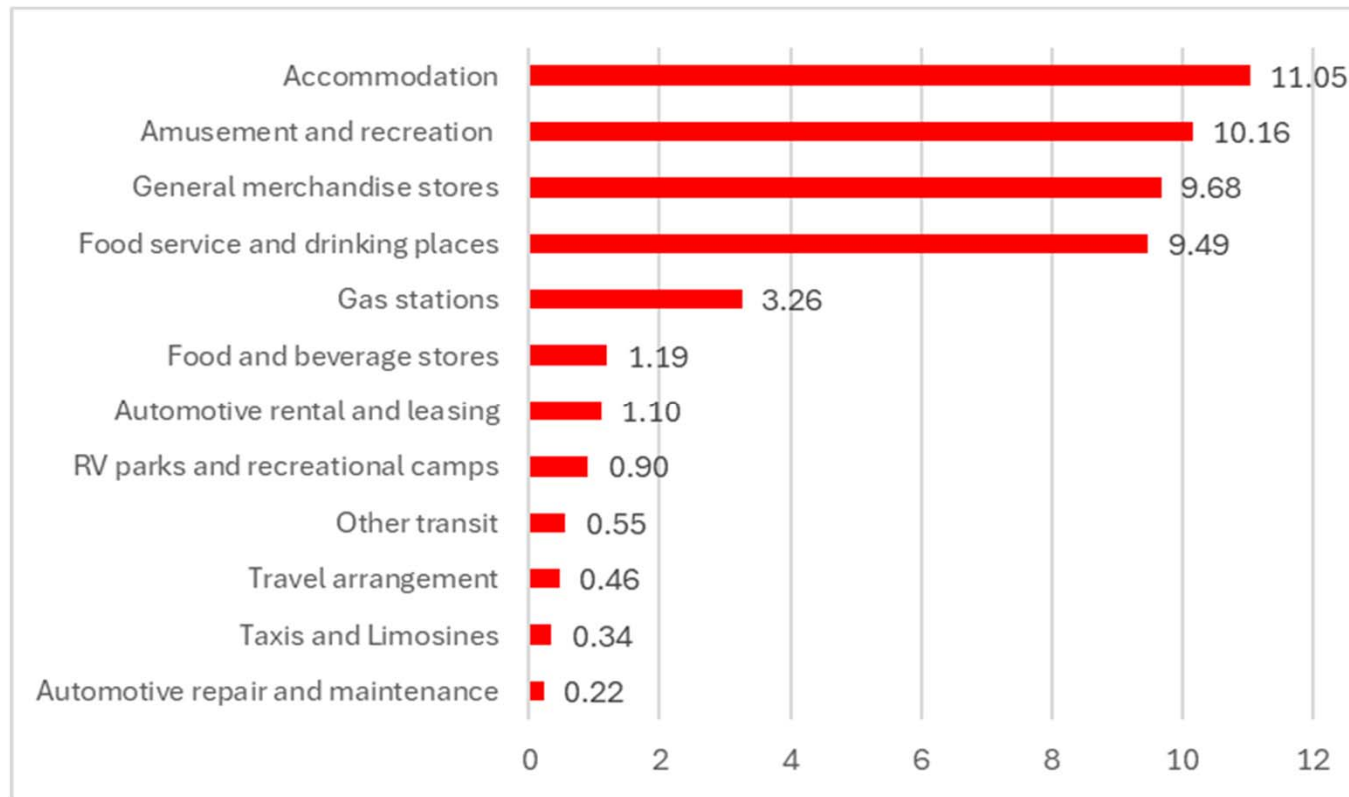 Accommodation 11.05
Amusement and recreation 10.16
General merchandise stores 9.68
Food service and drinking places 9.49
Gas stations 3.26
Food and beverage stores 1.19
Automotive rental and leasing 1.10
RV parks and recreational camps 0.90
Other transit 0.55
Travel arrangement 0.46
Taxis and Limosines 0.34
Automotive repair and maintenance 0.22
0 2 4 6 8 10 12